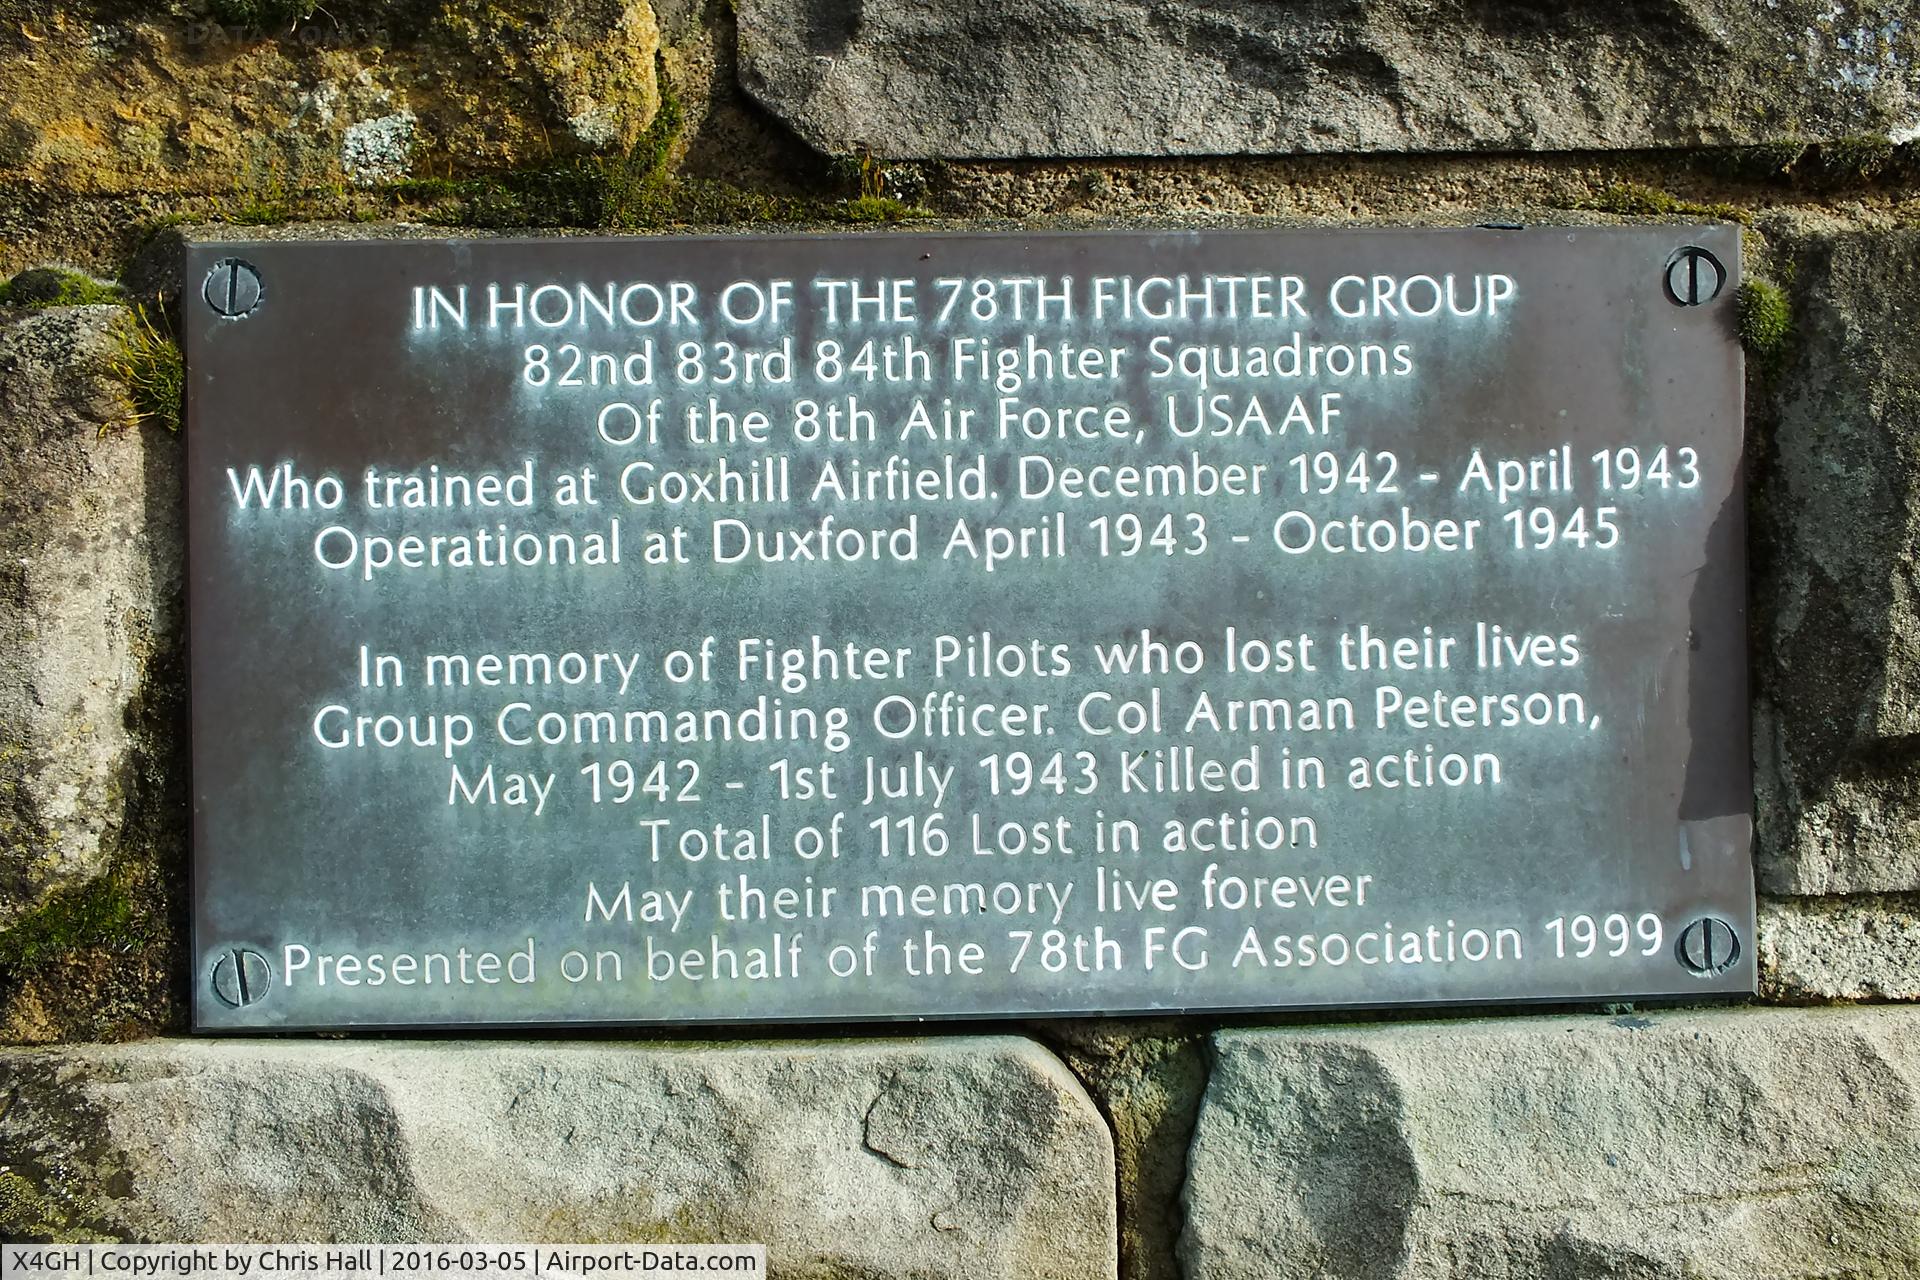 IN HONOR OF THE 78TH FIGHTER GROUP
82nd 83rd 84th Fighter Squadrons
Of the 8th Air Force, USAAF
Who trained at Goxhill Airfield. December 1942 - April 1943
Operational at Duxford April 1943 - October 1945
In memory of Fighter Pilots who lost their lives
Group Commanding Officer. Col Arman Peterson,
May 1942 - 1st July 1943 Killed in action
Total of 116 Lost in action
May their memory live forever
Presented on behalf of the 78th FG Association 1999
X4GH | Copyright by Chris Hall | 2016-03-05 | Airport-Data.com